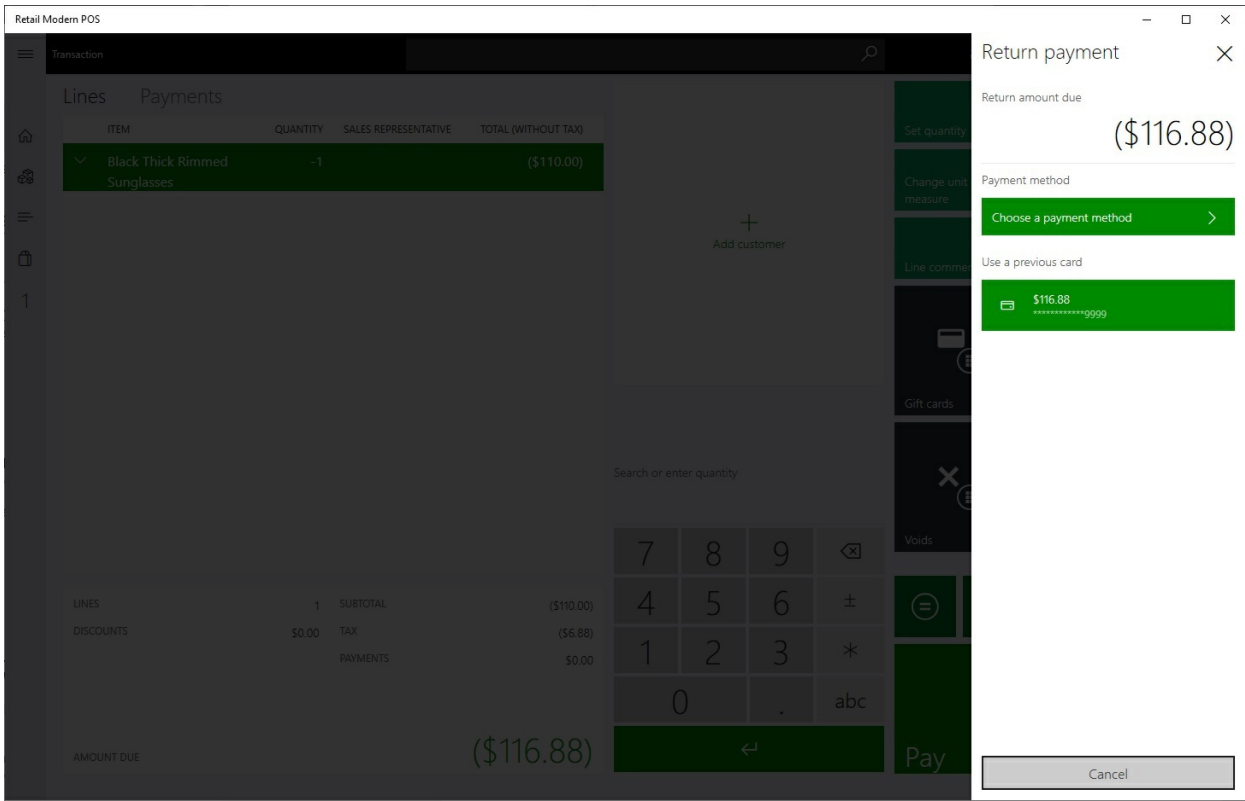 Retail Modern POS
Transaction
Lines Payments
ITEM QUANTITY SALES REPRESENTATIVE TOTAL (WITHOUT TAX)
Black Thick Rimmed -1 ($110.00)
Sunglasses
1
LINES 1 SUBTOTAL ($110.00)
DISCOUNTS $0.00 TAX ($6.88)
PAYMENTS $0.00
AMOUNT DUE ($116.88)
Add customer
Search or enter quantity
7 8 9
4 5 6 ±
1 2 3 *
0 . abc
Set quantity
Change unit
measure
Line comme
Gift cards
Voids
Pay
Return payment
Return amount due
($116.88)
Payment method
Choose a payment method
Use a previous card
$116.88
************9999
Cancel